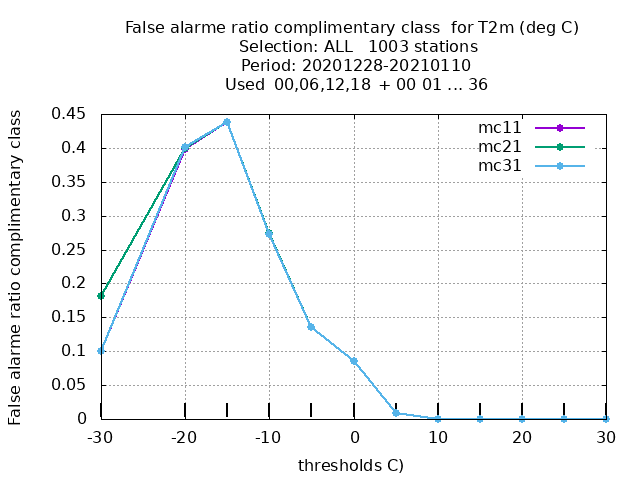 False alarme ratio complimentary class  for T2m (deg C)
Selection: ALL   1003 stations
Period: 20201228-20210110
Used  00,06,12,18  + 00 01 ... 36
False alarme ratio complimentary class
0.45
0.4
0.35
0.3
0.25
0.2
0.15
0.1
0.05
0
mc11
mc21
mc31
-30 -20 -10 0 10 20 30
thresholds C)